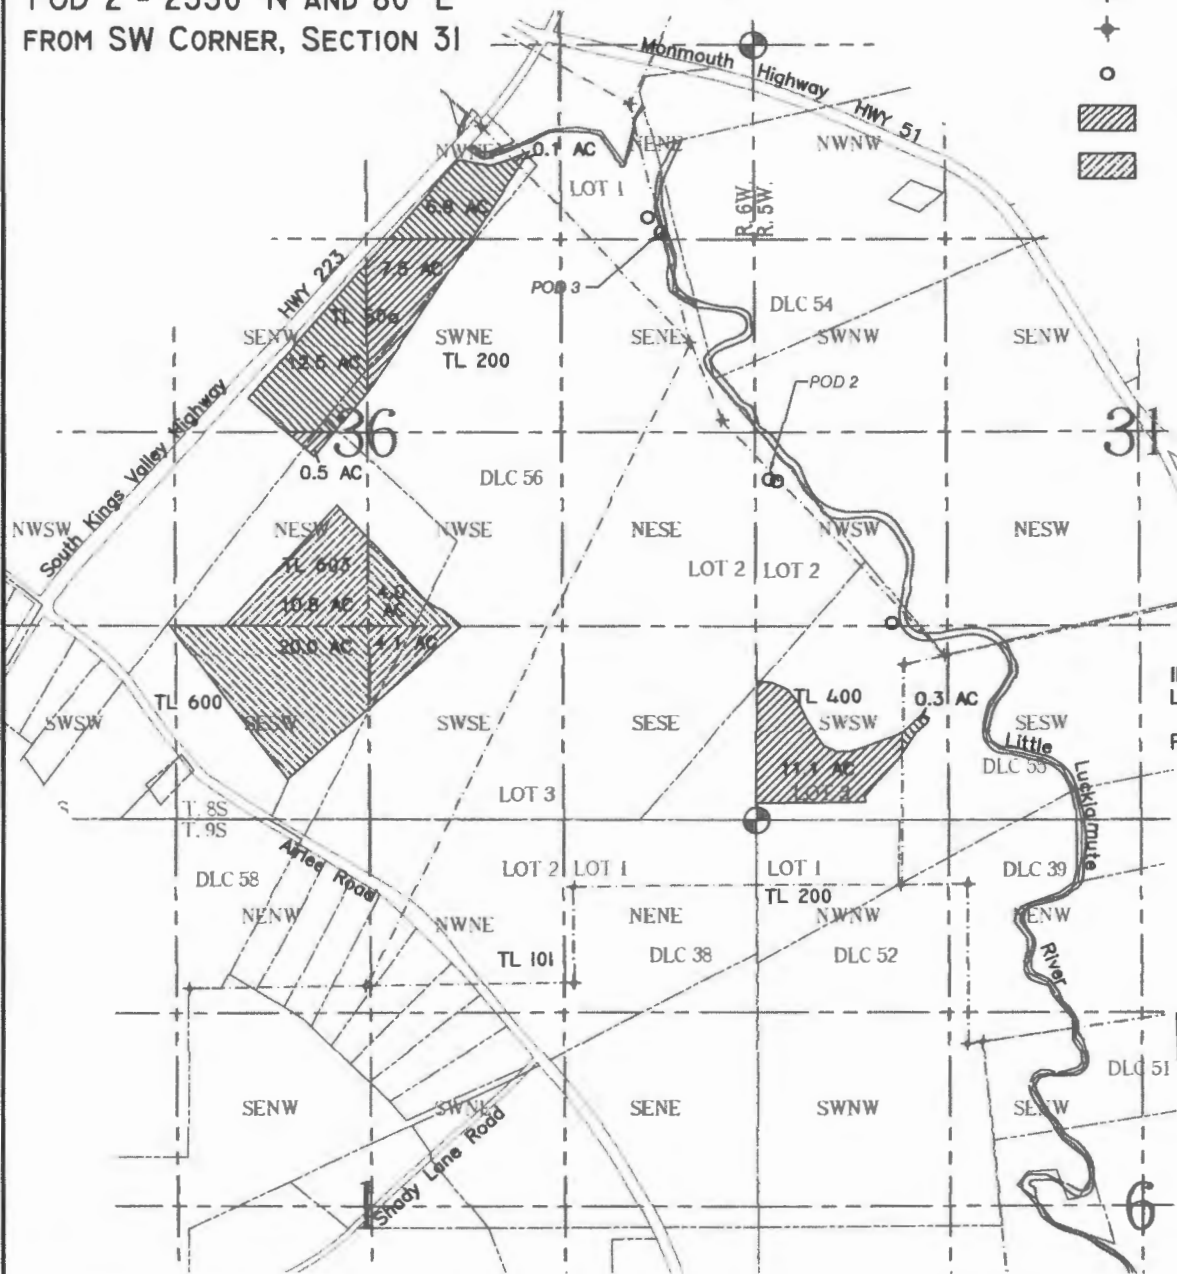 POD 2 - 2350' N AND 80' E
FROM SW CORNER, SECTION 31
Monmouth Highway HWY 51
NWNE
0.1 AC
NENE
NWNW
LOT 1
6.8 AC
R. 6W.
R. 5W.
HWY 223
7.5 AC
POD 3
DLC 54
SENW
SWNE
SENE
SWNW
SENW
12.5 AC
TL 200
POD 2
South Kings Valley Highway
36
31
0.5 AC
DLC 56
NWSW
NESW
NWSE
NESE
NWSW
NESW
TL 603
LOT 2
LOT 2
10.8 AC
4.0
AC
20.0 AC
4.1 AC
TL 600
TL 400
0.3 AC
SWSW
SESW
SWSE
SESE
SWSW
SESW
Little Luckiamute River
DLC 55
11.1 AC
LOT 3
T. 8S
T. 9S
Airlee Road
LOT 2
LOT 1
LOT 1
DLC 58
DLC 39
TL 200
NENW
NWNE
NENE
NWNW
NENW
TL 101
DLC 38
DLC 52
DLC 51
SENW
SWNE
SENE
SWNW
SENW
Shady Lane Road
1
6